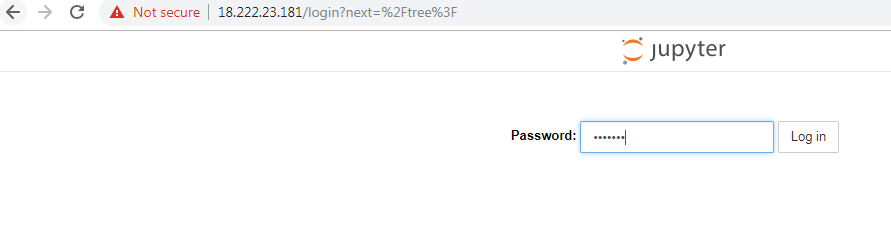 Not secure | 18.222.23.181/login?next=%2Ftree%3F
jupyter
Password: ••••••• Log in